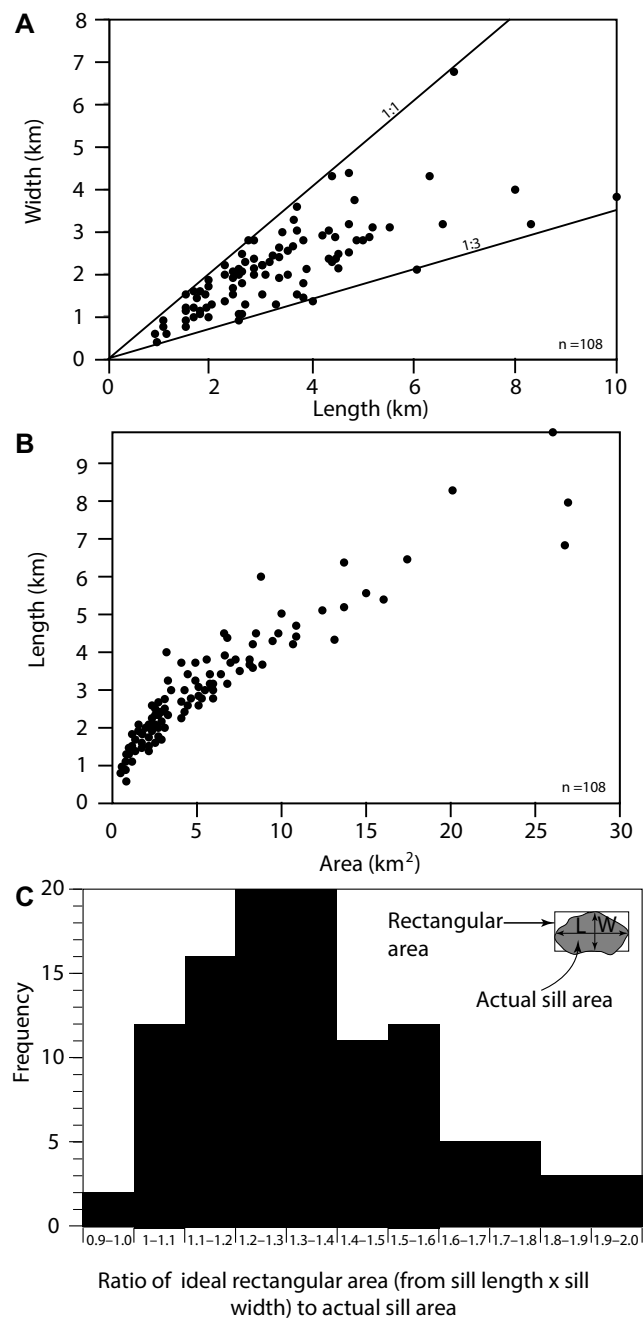 A
8
7
6
5
4
3
2
1
0
Width (km)
1:1
1:3
n =108
0 2 4 6 8 10
Length (km)
B
9
8
7
6
5
4
3
2
1
0
Length (km)
n =108
0 5 10 15 20 25 30
Area (km2)
C
20
15
10
5
0
Frequency
Rectangular
area
L W
Actual sill area
0.9–1.0 1–1.1 1.1–1.2 1.2–1.3 1.3–1.4 1.4–1.5 1.5–1.6 1.6–1.7 1.7–1.8 1.8–1.9 1.9–2.0
Ratio of ideal rectangular area (from sill length x sill
width) to actual sill area